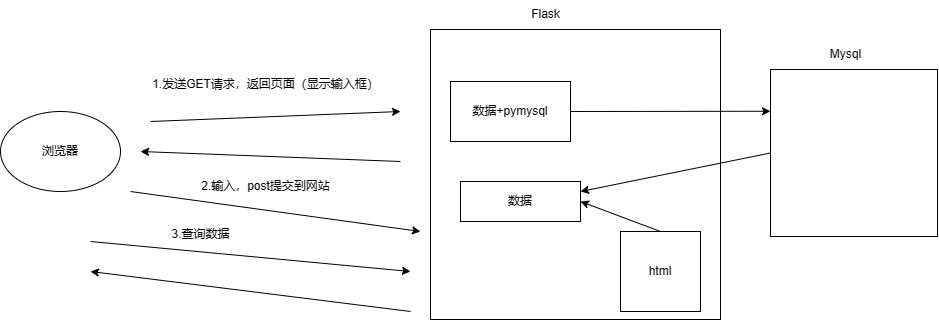 Flask
Mysql
1.发送GET请求，返回页面（显示输入框）
数据+pymysql
浏览器
2.输入，post提交到网站
数据
3.查询数据
html